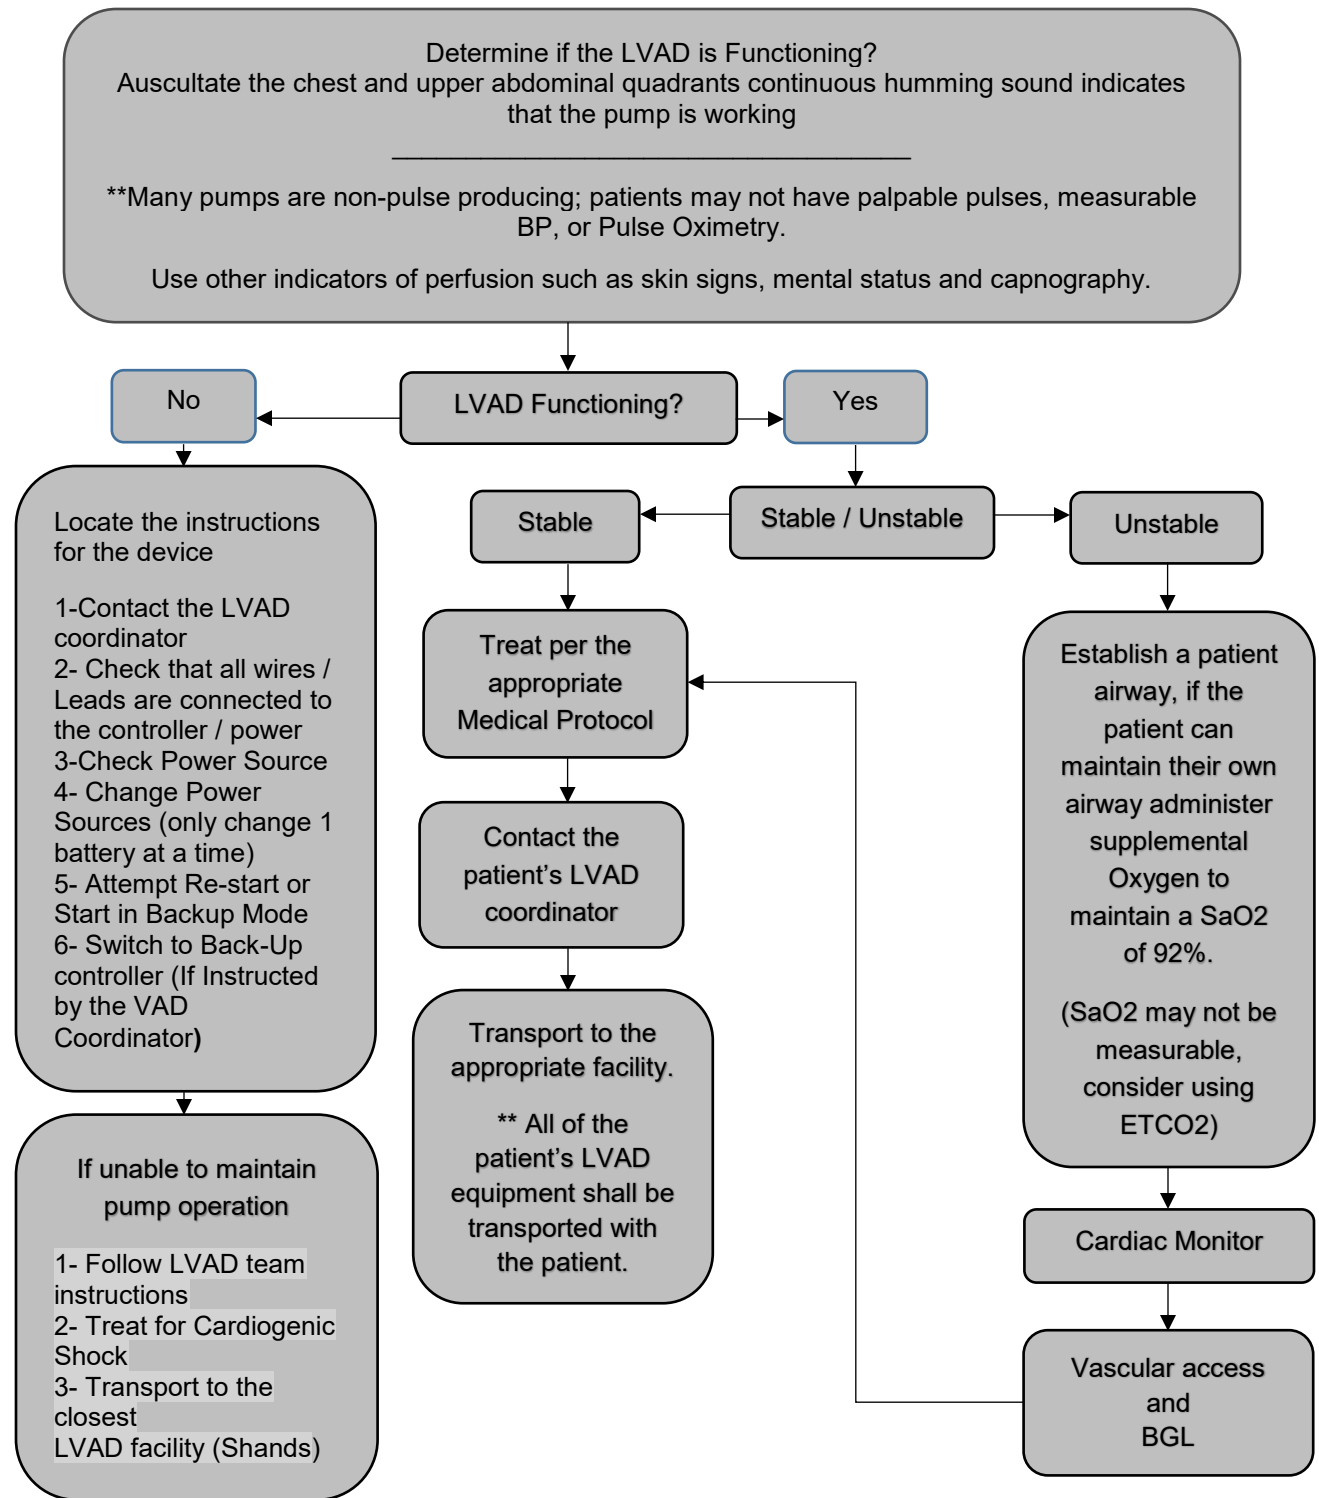 Determine if the LVAD is Functioning?
Auscultate the chest and upper abdominal quadrants continuous humming sound indicates
that the pump is working
**Many pumps are non-pulse producing; patients may not have palpable pulses, measurable
BP, or Pulse Oximetry.
Use other indicators of perfusion such as skin signs, mental status and capnography.
No
LVAD Functioning?
Yes
Locate the instructions
for the device
1-Contact the LVAD
coordinator
2- Check that all wires /
Leads are connected to
the controller / power
3-Check Power Source
4- Change Power
Sources (only change 1
battery at a time)
5- Attempt Re-start or
Start in Backup Mode
6- Switch to Back-Up
controller (If Instructed
by the VAD
Coordinator)
If unable to maintain
pump operation
1- Follow LVAD team
instructions
2- Treat for Cardiogenic
Shock
3- Transport to the
closest
LVAD facility (Shands)
Stable / Unstable
Stable
Treat per the
appropriate
Medical Protocol
Contact the
patient’s LVAD
coordinator
Transport to the
appropriate facility.
** All of the
patient’s LVAD
equipment shall be
transported with
the patient.
Unstable
Establish a patient
airway, if the
patient can
maintain their own
airway administer
supplemental
Oxygen to
maintain a SaO2
of 92%.
(SaO2 may not be
measurable,
consider using
ETCO2)
Cardiac Monitor
Vascular access
and
BGL